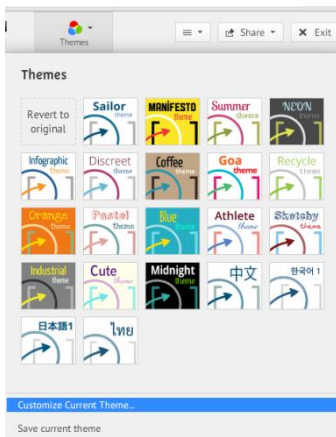 Themes
Share
Exit
Themes
Revert to
original
Sailor
theme
MANIFESTO
theme
Summer
theme
NEON
theme
Infographic
theme
Discreet
theme
Coffee
theme
Goa
theme
Recycle
theme
Orange
theme
Pastel
theme
Blue
theme
Athlete
theme
Sketchy
theme
Industrial
theme
Cute
theme
Midnight
theme
中文
한국어 1
日本語1
ไทย
Customize Current Theme...
Save current theme